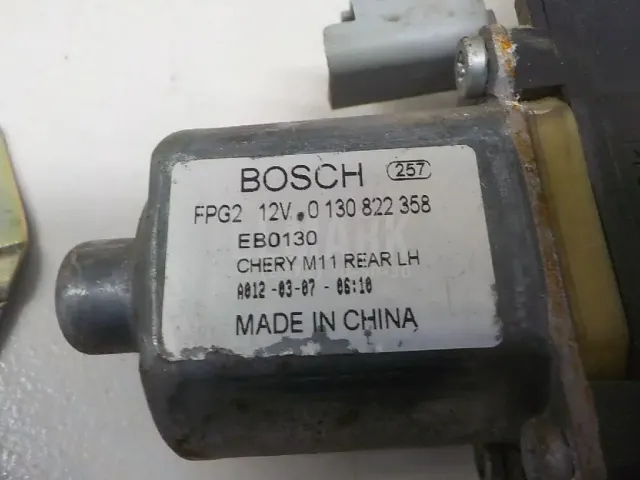 BOSCH 257
FPG2 12V. 0 130 822 358
EB0130
CHERY M11 REAR LH
A012 -03-07 - 06:10
MADE IN CHINA